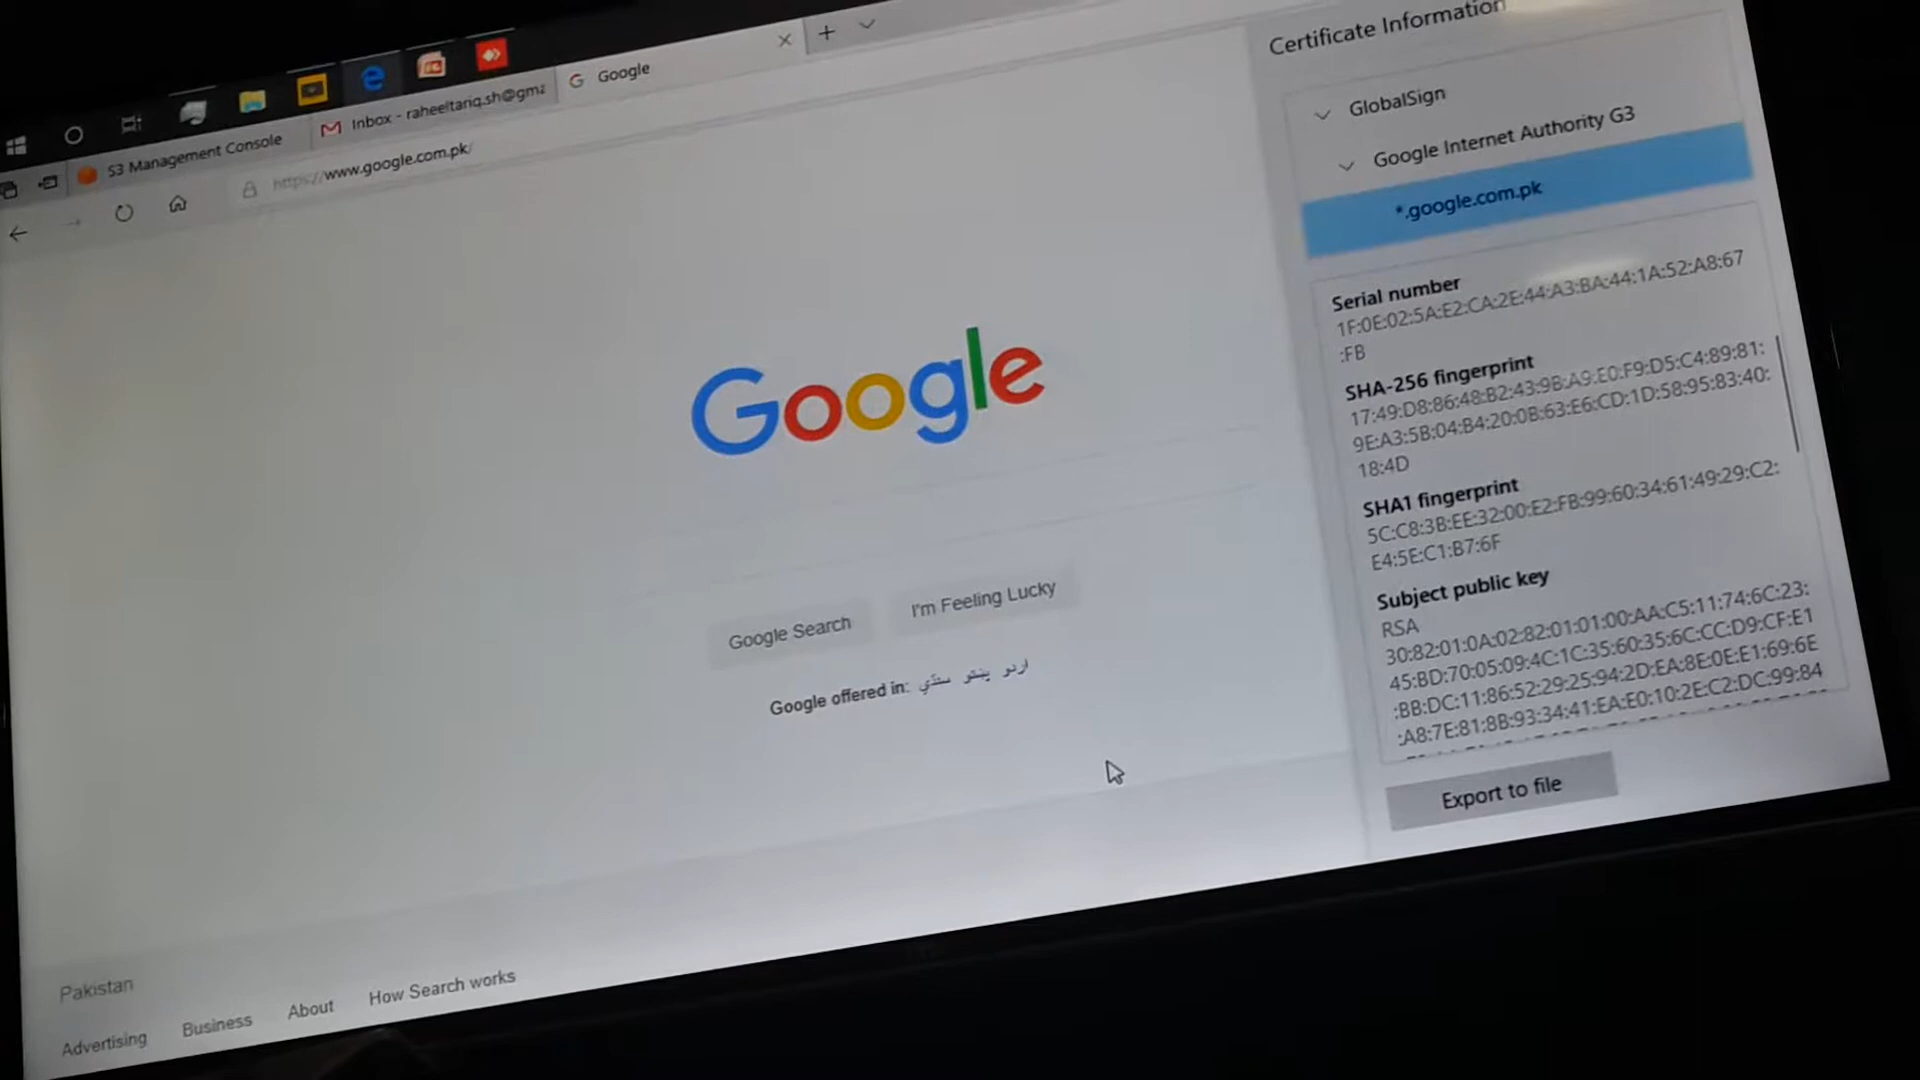 S3 Management Console
Inbox - raheeltariq.sh@gma
Google
https://www.google.com.pk/
Google
Google Search
I'm Feeling Lucky
Google offered in: اردو پښتو سنڌي
Pakistan
Advertising
Business
About
How Search works
Certificate Information
GlobalSign
Google Internet Authority G3
*.google.com.pk
Serial number
1F:0E:02:5A:E2:CA:2E:44:A3:BA:44:1A:52:A8:67
:FB
SHA-256 fingerprint
17:49:D8:86:48:B2:43:9B:A9:E0:F9:D5:C4:89:81:
9E:A3:5B:04:B4:20:0B:63:E6:CD:1D:58:95:83:40:
18:4D
SHA1 fingerprint
5C:C8:3B:EE:32:00:E2:FB:99:60:34:61:49:29:C2:
E4:5E:C1:B7:6F
Subject public key
RSA
30:82:01:0A:02:82:01:01:00:AA:C5:11:74:6C:23:
45:BD:70:05:09:4C:1C:35:60:35:6C:CC:D9:CF:E1
:BB:DC:11:86:52:29:25:94:2D:EA:8E:0E:E1:69:6E
:A8:7E:81:8B:93:34:41:EA:E0:10:2E:C2:DC:99:84
Export to file